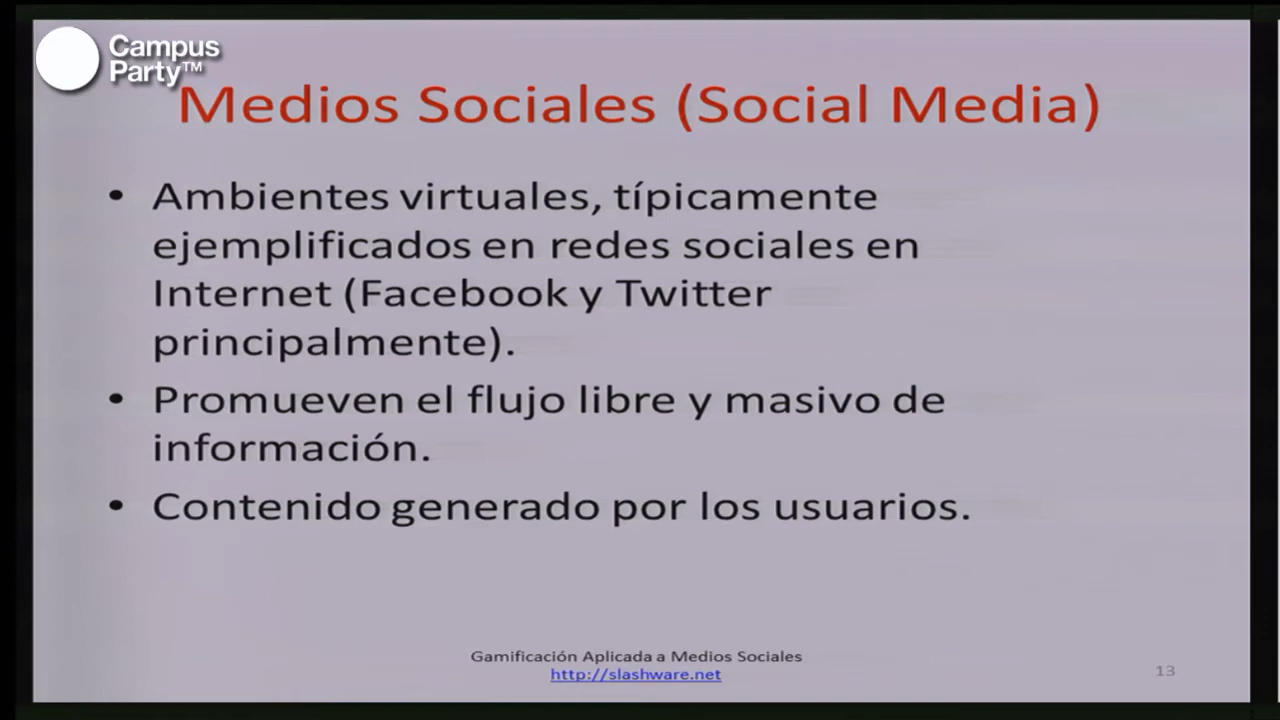 Campus
Party™
Medios Sociales (Social Media)
• Ambientes virtuales, típicamente
ejemplificados en redes sociales en
Internet (Facebook y Twitter
principalmente).
• Promueven el flujo libre y masivo de
información.
• Contenido generado por los usuarios.
Gamificación Aplicada a Medios Sociales
http://slashware.net
13